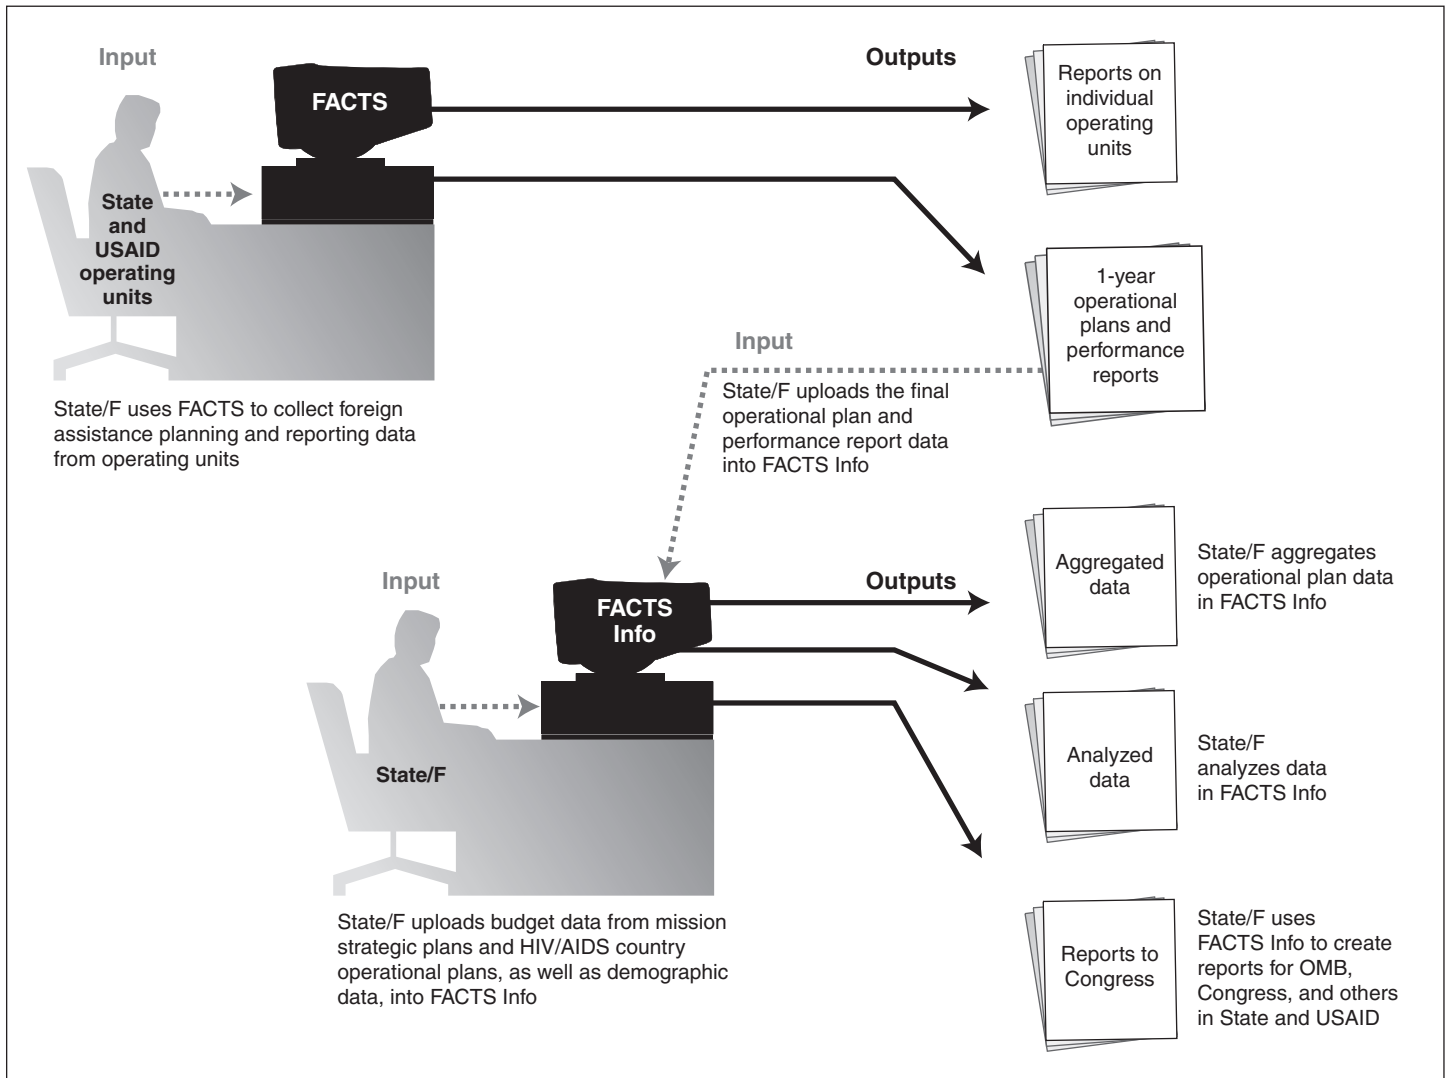 Input
Outputs
FACTS
Reports on
individual
operating
units
State
and
USAID
operating
units
1-year
operational
plans and
performance
reports
Input
State/F uploads the final
operational plan and
performance report data
into FACTS Info
State/F uses FACTS to collect foreign
assistance planning and reporting data
from operating units
Input
Outputs
FACTS
Info
Aggregated
data
State/F aggregates
operational plan data
in FACTS Info
State/F
Analyzed
data
State/F
analyzes data
in FACTS Info
State/F uploads budget data from mission
strategic plans and HIV/AIDS country
operational plans, as well as demographic
data, into FACTS Info
Reports to
Congress
State/F uses
FACTS Info to create
reports for OMB,
Congress, and others
in State and USAID